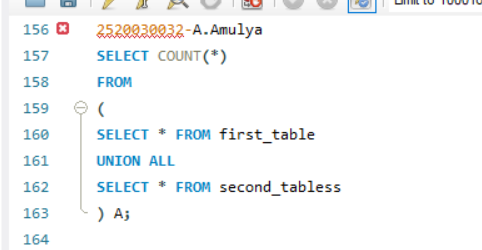 Limit to 10001
156 2520030032-A.Amulya
157 SELECT COUNT(*)
158 FROM
159 (
160 SELECT * FROM first_table
161 UNION ALL
162 SELECT * FROM second_tabless
163 ) A;
164